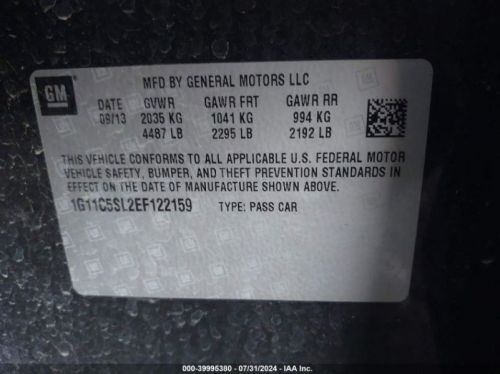 GM
MFD BY GENERAL MOTORS LLC
DATE GVWR GAWR FRT GAWR RR
09/13 2035 KG 1041 KG 994 KG
4487 LB 2295 LB 2192 LB
THIS VEHICLE CONFORMS TO ALL APPLICABLE U.S. FEDERAL MOTOR
VEHICLE SAFETY, BUMPER, AND THEFT PREVENTION STANDARDS IN
EFFECT ON THE DATE OF MANUFACTURE SHOWN ABOVE.
1G11C5SL2EF122159 TYPE: PASS CAR
000-39995380 - 07/31/2024 - IAA Inc.